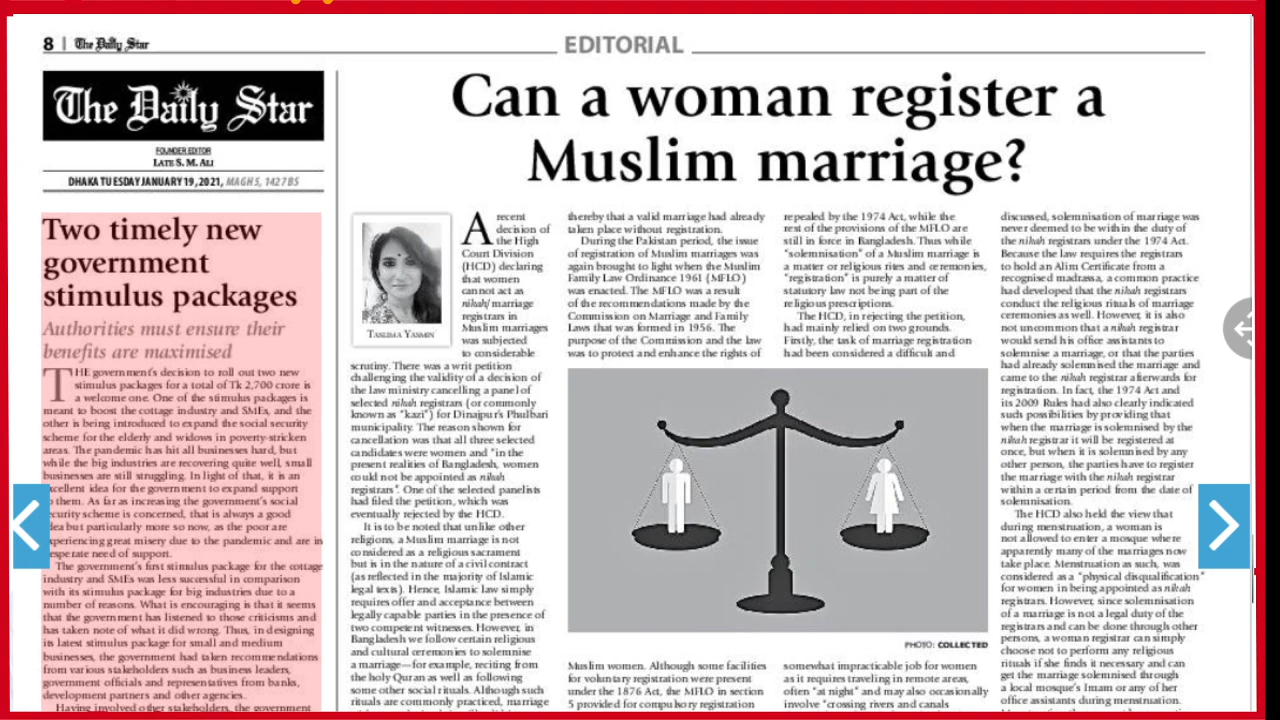 8 | The Daily Star
EDITORIAL
The Daily Star
FOUNDER EDITOR
LATE S. M. ALI
DHAKA TUESDAY JANUARY 19, 2021, MAGH 5, 1427 BS
Two timely new
government
stimulus packages
Authorities must ensure their
benefits are maximised
THE government's decision to roll out two new
stimulus packages for a total of Tk 2,700 crore is
a welcome one. One of the stimulus packages is
meant to boost the cottage industry and SMEs, and the
other is being introduced to expand the social security
scheme for the elderly and widows in poverty-stricken
areas. The pandemic has hit all businesses hard, but
while the big industries are recovering quite well, small
businesses are still struggling. In light of that, it is an
excellent idea for the government to expand support
to them. As far as increasing the government's social
security scheme is concerned, that is always a good
idea but particularly more so now, as the poor are
experiencing great misery due to the pandemic and are in
desperate need of support.
The government's first stimulus package for the cottage
industry and SMEs was less successful in comparison
with its stimulus package for big industries due to a
number of reasons. What is encouraging is that it seems
that the government has listened to those criticisms and
has taken note of what it did wrong. Thus, in designing
its latest stimulus package for small and medium
businesses, the government had taken recommendations
from various stakeholders such as business leaders,
government officials and representatives from banks,
development partners and other agencies.
Having involved other stakeholders, the government
Can a woman register a
Muslim marriage?
TASLIMA YASMIN
A recent
decision of
the High
Court Division
(HCD) declaring
that women
cannot act as
nikah/marriage
registrars in
Muslim marriages
was subjected
to considerable
scrutiny. There was a writ petition
challenging the validity of a decision of
the law ministry cancelling a panel of
selected nikah registrars (or commonly
known as "kazi") for Dinajpur's Phulbari
municipality. The reason shown for
cancellation was that all three selected
candidates were women and "in the
present realities of Bangladesh, women
could not be appointed as nikah
registrars". One of the selected panelists
had filed the petition, which was
eventually rejected by the HCD.
It is to be noted that unlike other
religions, a Muslim marriage is not
considered as a religious sacrament
but is in the nature of a civil contract
(as reflected in the majority of Islamic
legal texts). Hence, Islamic law simply
requires offer and acceptance between
legally capable parties in the presence of
two competent witnesses. However, in
Bangladesh we follow certain religious
and cultural ceremonies to solemnise
a marriage—for example, reciting from
the holy Quran as well as following
some other social rituals. Although such
rituals are commonly practiced, marriage
thereby that a valid marriage had already
taken place without registration.
During the Pakistan period, the issue
of registration of Muslim marriages was
again brought to light when the Muslim
Family Law Ordinance 1961 (MFLO)
was enacted. The MFLO was a result
of the recommendations made by the
Commission on Marriage and Family
Laws that was formed in 1956. The
purpose of the Commission and the law
was to protect and enhance the rights of
repealed by the 1974 Act, while the
rest of the provisions of the MFLO are
still in force in Bangladesh. Thus while
"solemnisation" of a Muslim marriage is
a matter or religious rites and ceremonies,
"registration" is purely a matter of
statutory law not being part of the
religious prescriptions.
The HCD, in rejecting the petition,
had mainly relied on two grounds.
Firstly, the task of marriage registration
had been considered a difficult and
PHOTO: COLLECTED
Muslim women. Although some facilities
for voluntary registration were present
under the 1876 Act, the MFLO in section
5 provided for compulsory registration
somewhat impracticable job for women
as it requires traveling in remote areas,
often "at night" and may also occasionally
involve "crossing rivers and canals
discussed, solemnisation of marriage was
never deemed to be within the duty of
the nikah registrars under the 1974 Act.
Because the law requires the registrars
to hold an Alim Certificate from a
recognised madrassa, a common practice
had developed that the nikah registrars
conduct the religious rituals of marriage
ceremonies as well. However, it is also
not uncommon that a nikah registrar
would send his office assistants to
solemnise a marriage, or that the parties
had already solemnised the marriage and
came to the nikah registrar afterwards for
registration. In fact, the 1974 Act and
its 2009 Rules had also clearly indicated
such possibilities by providing that
when the marriage is solemnised by the
nikah registrar it will be registered at
once, but when it is solemnised by any
other person, the parties have to register
the marriage with the nikah registrar
within a certain period from the date of
solemnisation.
The HCD also held the view that
during menstruation, a woman is
not allowed to enter a mosque where
apparently many of the marriages now
take place. Menstruation as such, was
considered as a "physical disqualification"
for women in being appointed as nikah
registrars. However, since solemnisation
of a marriage is not a legal duty of the
registrars and can be done through other
persons, a woman registrar can simply
choose not to perform any religious
rituals if she finds it necessary and can
get the marriage solemnised through
a local mosque's Imam or any of her
office assistants during menstruation.